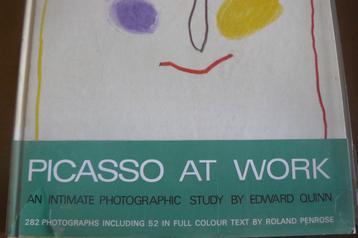 PICASSO AT WORK
AN INTIMATE PHOTOGRAPHIC STUDY BY EDWARD QUINN
282 PHOTOGRAPHS INCLUDING 52 IN FULL COLOUR TEXT BY ROLAND PENROSE